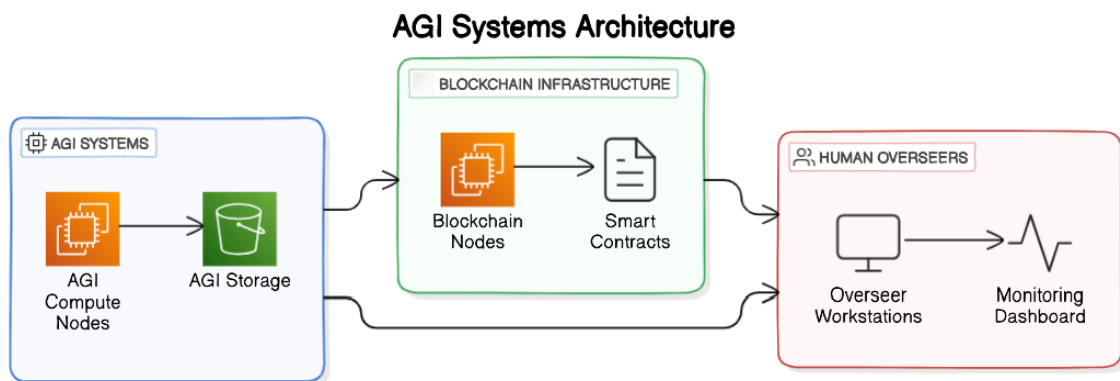 AGI Systems Architecture
BLOCKCHAIN INFRASTRUCTURE
AGI SYSTEMS
HUMAN OVERSEERS
AGI
Compute
Nodes
AGI Storage
Blockchain
Nodes
Smart
Contracts
Overseer
Workstations
Monitoring
Dashboard